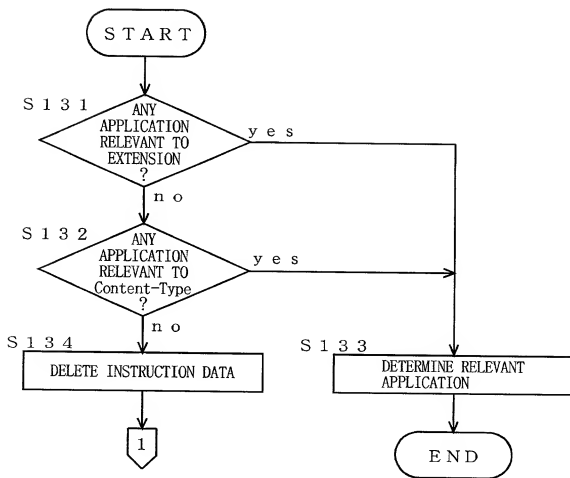 START
S131
ANY
APPLICATION
RELEVANT TO
EXTENSION
?
yes
no
S132
ANY
APPLICATION
RELEVANT TO
Content-Type
?
yes
no
S134
DELETE INSTRUCTION DATA
1
S133
DETERMINE RELEVANT
APPLICATION
END